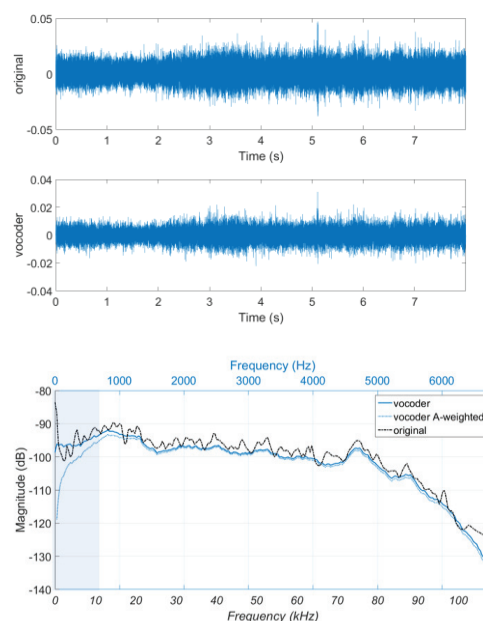 0.05
original
0
-0.05
0 1 2 3 4 5 6 7
Time (s)
0.04
0.02
vocoder
0
-0.02
-0.04
0 1 2 3 4 5 6 7
Time (s)
Frequency (Hz)
0 1000 2000 3000 4000 5000 6000
-80
-90
-100
-110
-120
-130
-140
Magnitude (dB)
vocoder
vocoder A-weighted
original
0 10 20 30 40 50 60 70 80 90 100
Frequency (kHz)